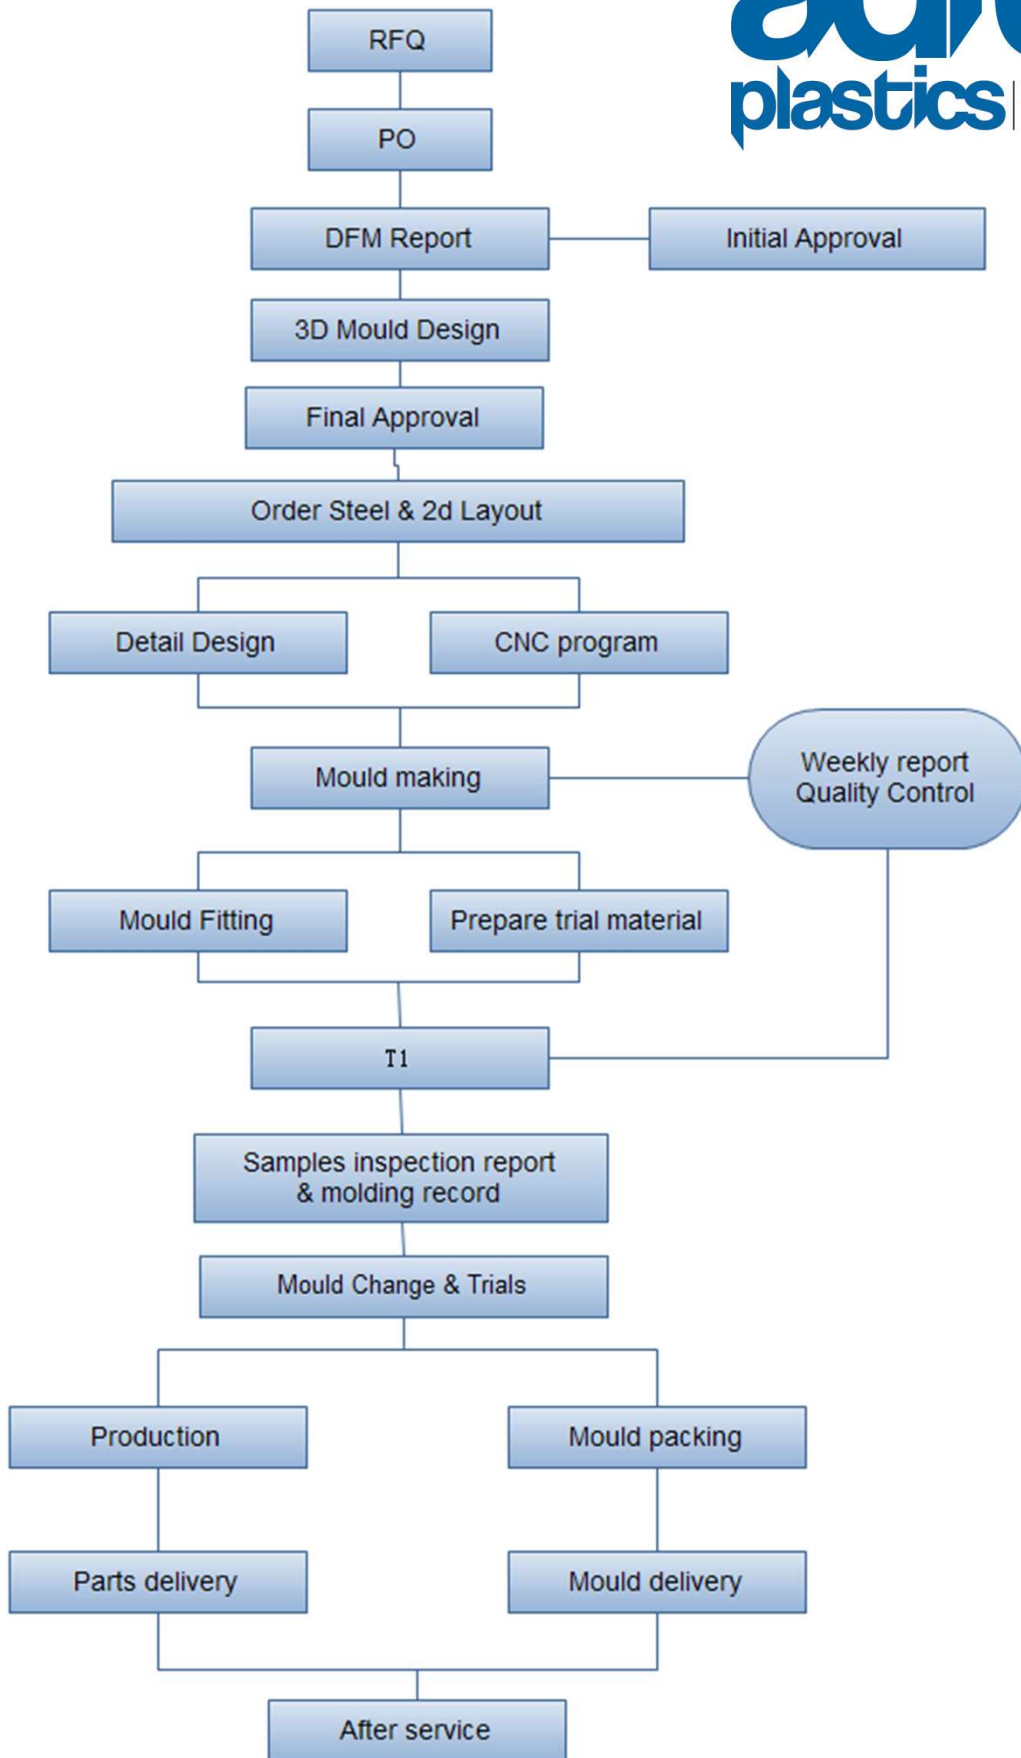 plastics
RFQ
PO
DFM Report
Initial Approval
3D Mould Design
Final Approval
Order Steel & 2d Layout
Detail Design
CNC program
Mould making
Weekly report
Quality Control
Mould Fitting
Prepare trial material
T1
Samples inspection report
& molding record
Mould Change & Trials
Production
Mould packing
Parts delivery
Mould delivery
After service